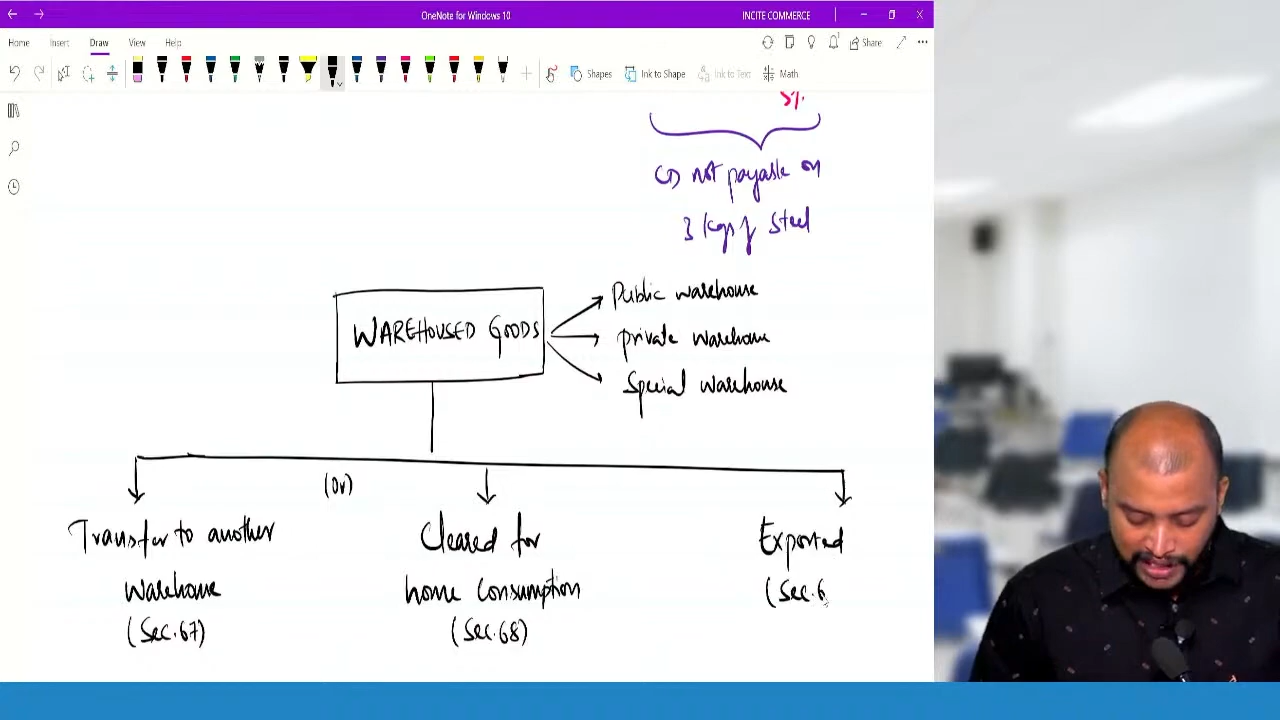 OneNote for Windows 10
INCITE COMMERCE
Home Insert Draw View Help
Share
Shapes Ink to Shape Ink to Text Math
5%
CD not payable on
3 kgs of steel
WAREHOUSED GOODS
Public warehouse
private warehouse
Special warehouse
(or)
Transfer to another
warehouse
(Sec.67)
Cleared for
home consumption
(Sec.68)
Exported
(Sec.6